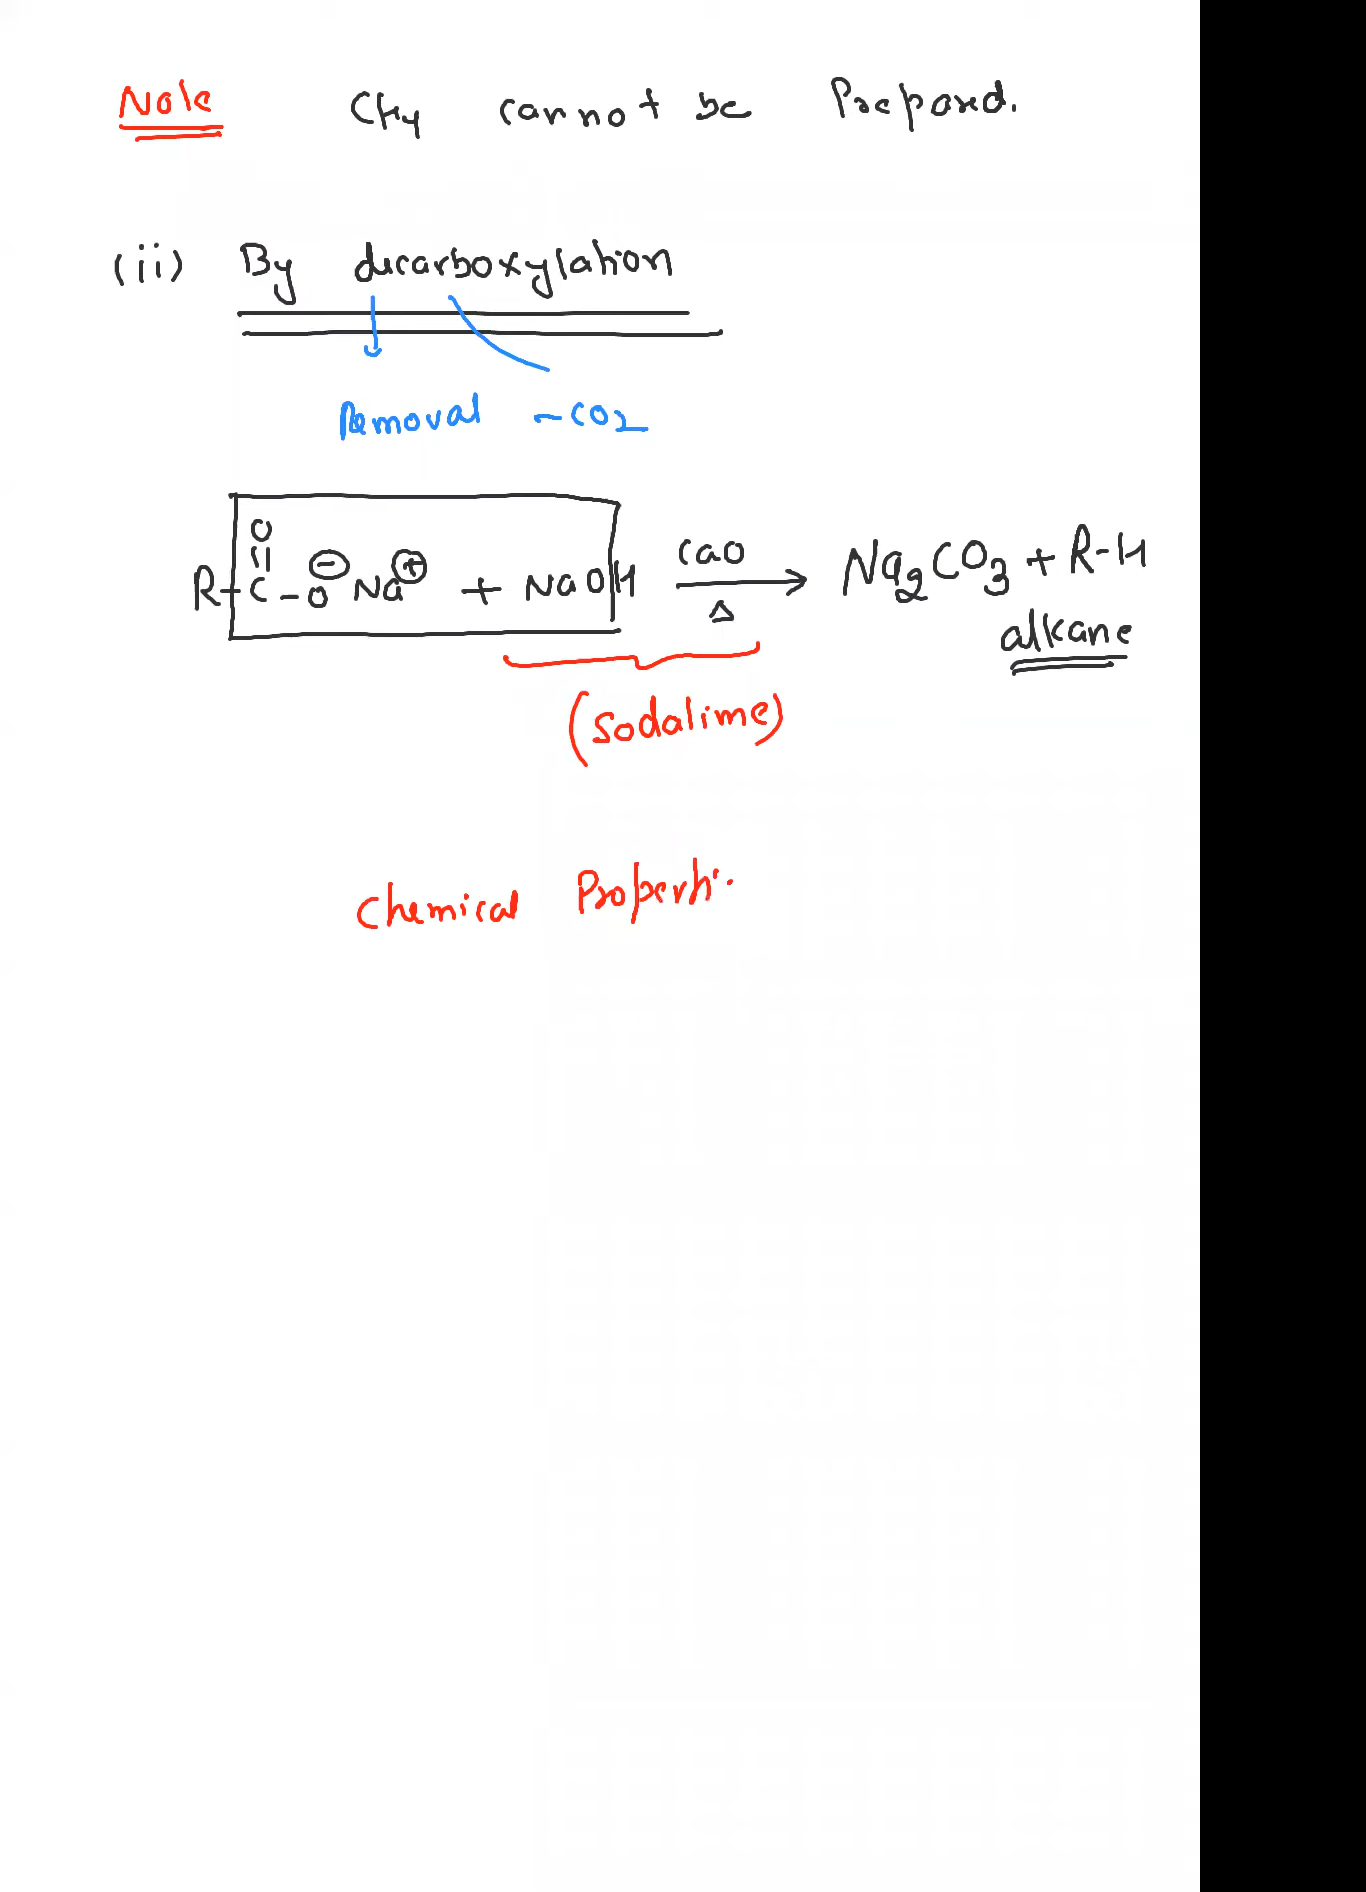 Note CH4 cannot be Prepared.
(ii) By decarboxylation
Removal -CO2
O
||
R-C-O⊖Na⊕ + NaOH CaO Na2CO3 + R-H
Δ
alkane
(Sodalime)
Chemical Properti.